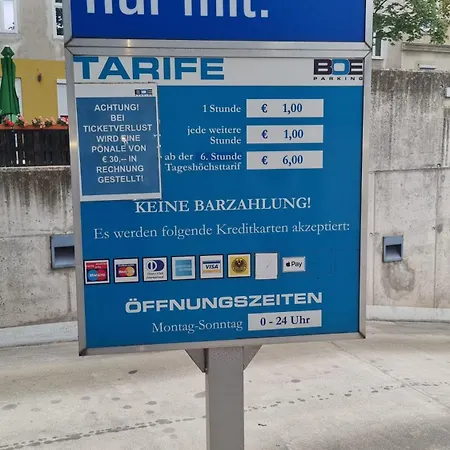 nur mit.
TARIFE
BOE
PARKING
BOE
ACHTUNG!
BEI
TICKETVERLUST
WIRD EINE
PÖNALE VON
€ 30,-- IN
RECHNUNG
GESTELLT!
1 Stunde € 1,00
jede weitere
Stunde € 1,00
ab der 6. Stunde
Tageshöchsttarif € 6,00
KEINE BARZAHLUNG!
Es werden folgende Kreditkarten akzeptiert:
VISA
Pay
ÖFFNUNGSZEITEN
Montag-Sonntag 0 - 24 Uhr